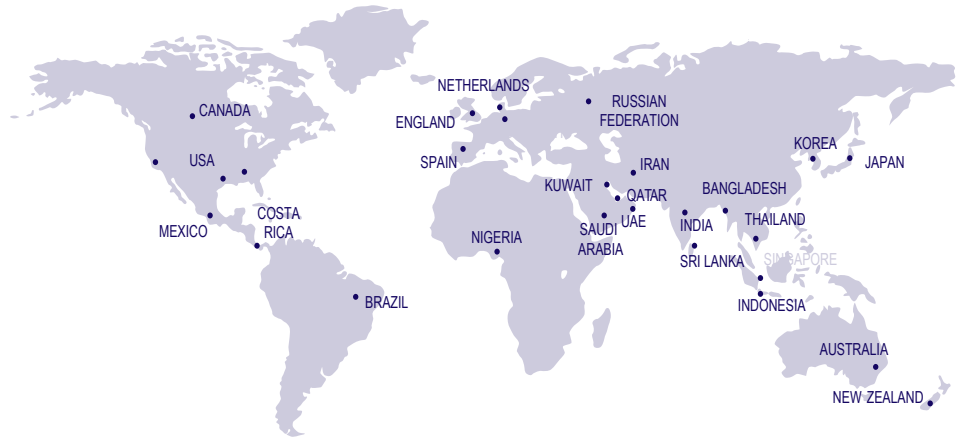 NETHERLANDS
CANADA
RUSSIAN
FEDERATION
ENGLAND
KOREA
USA
SPAIN
IRAN
JAPAN
KUWAIT
QATAR
BANGLADESH
COSTA
RICA
MEXICO
UAE
SAUDI
ARABIA
INDIA
THAILAND
NIGERIA
SRI LANKA
SINGAPORE
BRAZIL
INDONESIA
AUSTRALIA
NEW ZEALAND